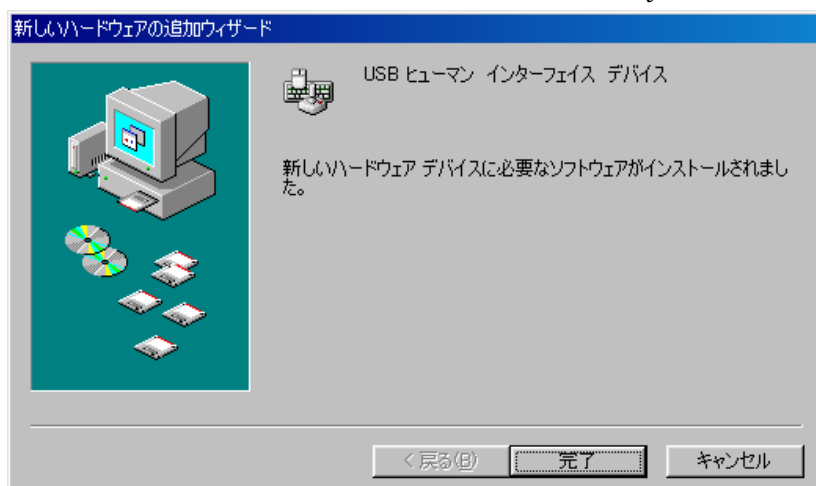 新しいハードウェアの追加ウィザード
USB ヒューマン インターフェイス デバイス
新しいハードウェア デバイスに必要なソフトウェアがインストールされまし
た。
< 戻る(B)
完了
キャンセル